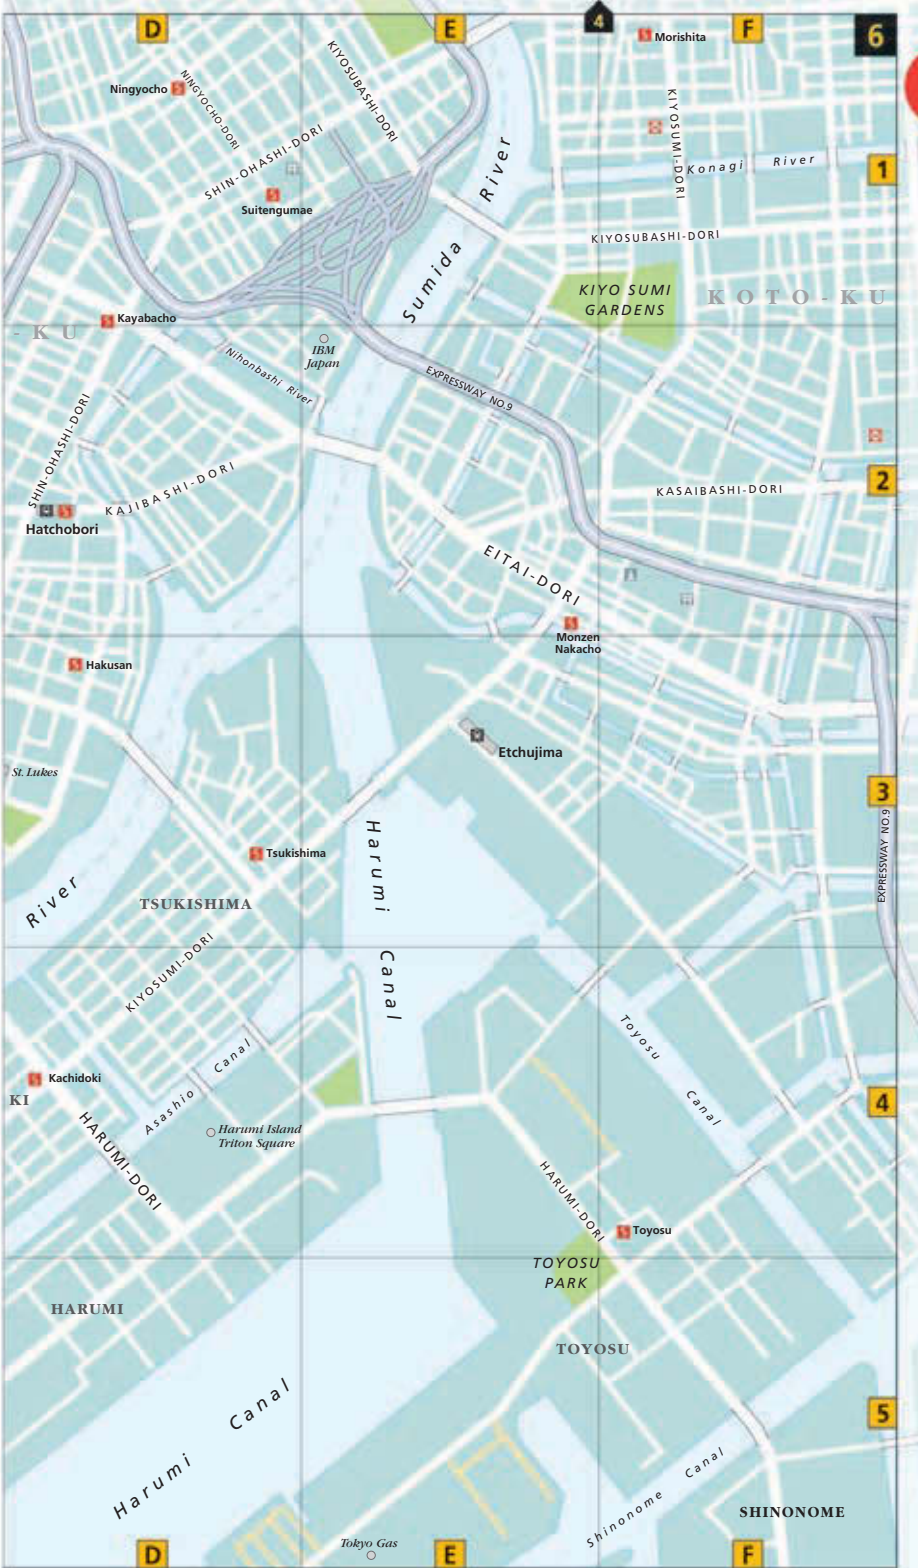 D
E
4
F
6
Morishita
Ningyocho
NINGYOCHO-DORI
KIYOSUBASHI-DORI
KIYOSUMI-DORI
SHIN-OHASHI-DORI
Suitengumae
Sumida River
Konagi River
1
KIYOSUBASHI-DORI
KIYO SUMI
GARDENS
KOTO-KU
-KU
Kayabacho
IBM
Japan
Nihonbashi River
EXPRESSWAY NO.9
SHIN-OHASHI-DORI
KAJIBASHI-DORI
KASAIBASHI-DORI
2
Hatchobori
EITAI-DORI
Monzen
Nakacho
Hakusan
Etchujima
St. Lukes
3
EXPRESSWAY NO.9
Harumi Canal
Tsukishima
River
TSUKISHIMA
KIYOSUMI-DORI
Toyosu Canal
Asashio Canal
Kachidoki
KI
4
HARUMI-DORI
Harumi Island
Triton Square
HARUMI-DORI
Toyosu
TOYOSU
PARK
HARUMI
TOYOSU
Harumi Canal
5
Shinonome Canal
SHINONOME
Tokyo Gas
D
E
F